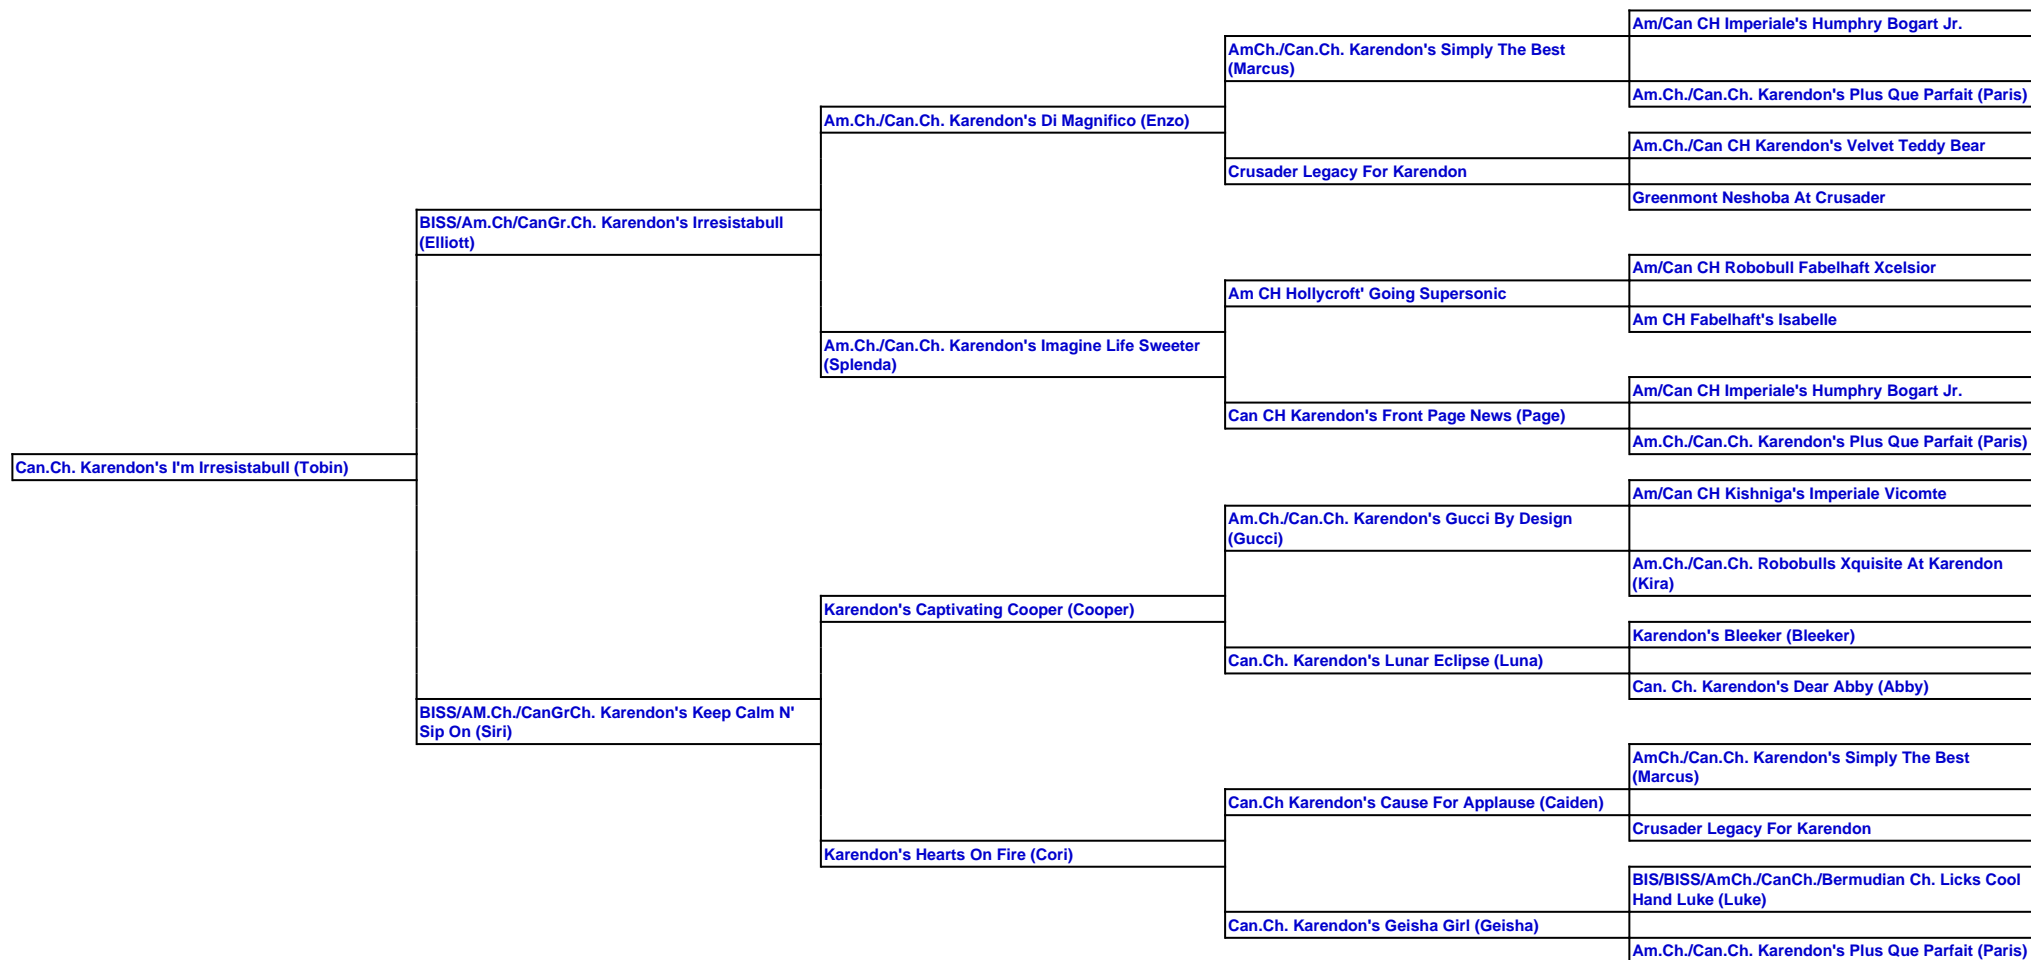 Am/Can CH Imperiale's Humphry Bogart Jr.
AmCh./Can.Ch. Karendon's Simply The Best
(Marcus)
Am.Ch./Can.Ch. Karendon's Plus Que Parfait (Paris)
Am.Ch./Can.Ch. Karendon's Di Magnifico (Enzo)
Am.Ch./Can CH Karendon's Velvet Teddy Bear
Crusader Legacy For Karendon
Greenmont Neshoba At Crusader
BISS/Am.Ch/CanGr.Ch. Karendon's Irresistabull
(Elliott)
Am/Can CH Robobull Fabelhaft Xcelsior
Am CH Hollycroft' Going Supersonic
Am CH Fabelhaft's Isabelle
Am.Ch./Can.Ch. Karendon's Imagine Life Sweeter
(Splenda)
Am/Can CH Imperiale's Humphry Bogart Jr.
Can CH Karendon's Front Page News (Page)
Am.Ch./Can.Ch. Karendon's Plus Que Parfait (Paris)
Can.Ch. Karendon's I'm Irresistabull (Tobin)
Am/Can CH Kishniga's Imperiale Vicomte
Am.Ch./Can.Ch. Karendon's Gucci By Design
(Gucci)
Am.Ch./Can.Ch. Robobulls Xquisite At Karendon
(Kira)
Karendon's Captivating Cooper (Cooper)
Karendon's Bleeker (Bleeker)
Can.Ch. Karendon's Lunar Eclipse (Luna)
Can. Ch. Karendon's Dear Abby (Abby)
BISS/AM.Ch./CanGrCh. Karendon's Keep Calm N'
Sip On (Siri)
AmCh./Can.Ch. Karendon's Simply The Best
(Marcus)
Can.Ch Karendon's Cause For Applause (Caiden)
Crusader Legacy For Karendon
Karendon's Hearts On Fire (Cori)
BIS/BISS/AmCh./CanCh./Bermudian Ch. Licks Cool
Hand Luke (Luke)
Can.Ch. Karendon's Geisha Girl (Geisha)
Am.Ch./Can.Ch. Karendon's Plus Que Parfait (Paris)